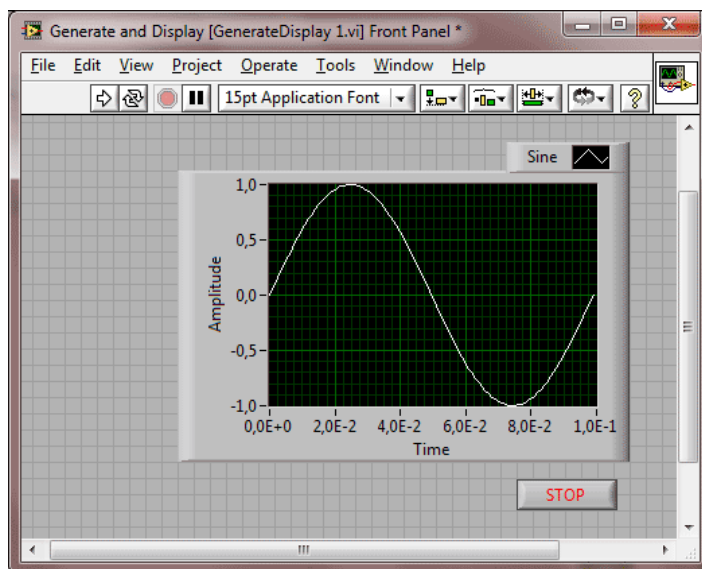 Generate and Display [GenerateDisplay 1.vi] Front Panel *
File Edit View Project Operate Tools Window Help
15pt Application Font
Sine
1,0
0,5
0,0
-0,5
-1,0
Amplitude
0,0E+0 2,0E-2 4,0E-2 6,0E-2 8,0E-2 1,0E-1
Time
STOP